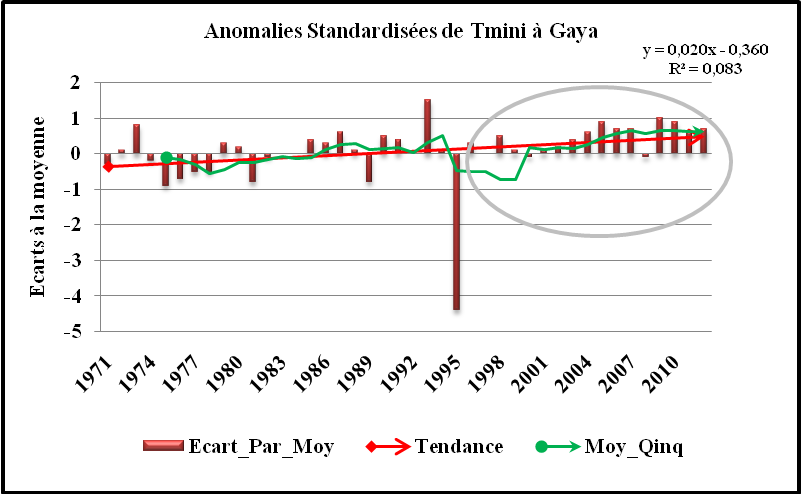 Anomalies Standardisées de Tmini à Gaya
y = 0,020x - 0,360
R² = 0,083
Ecarts à la moyenne
2
1
0
-1
-2
-3
-4
-5
1971 1974 1977 1980 1983 1986 1989 1992 1995 1998 2001 2004 2007 2010
Ecart_Par_Moy Tendance Moy_Qinq